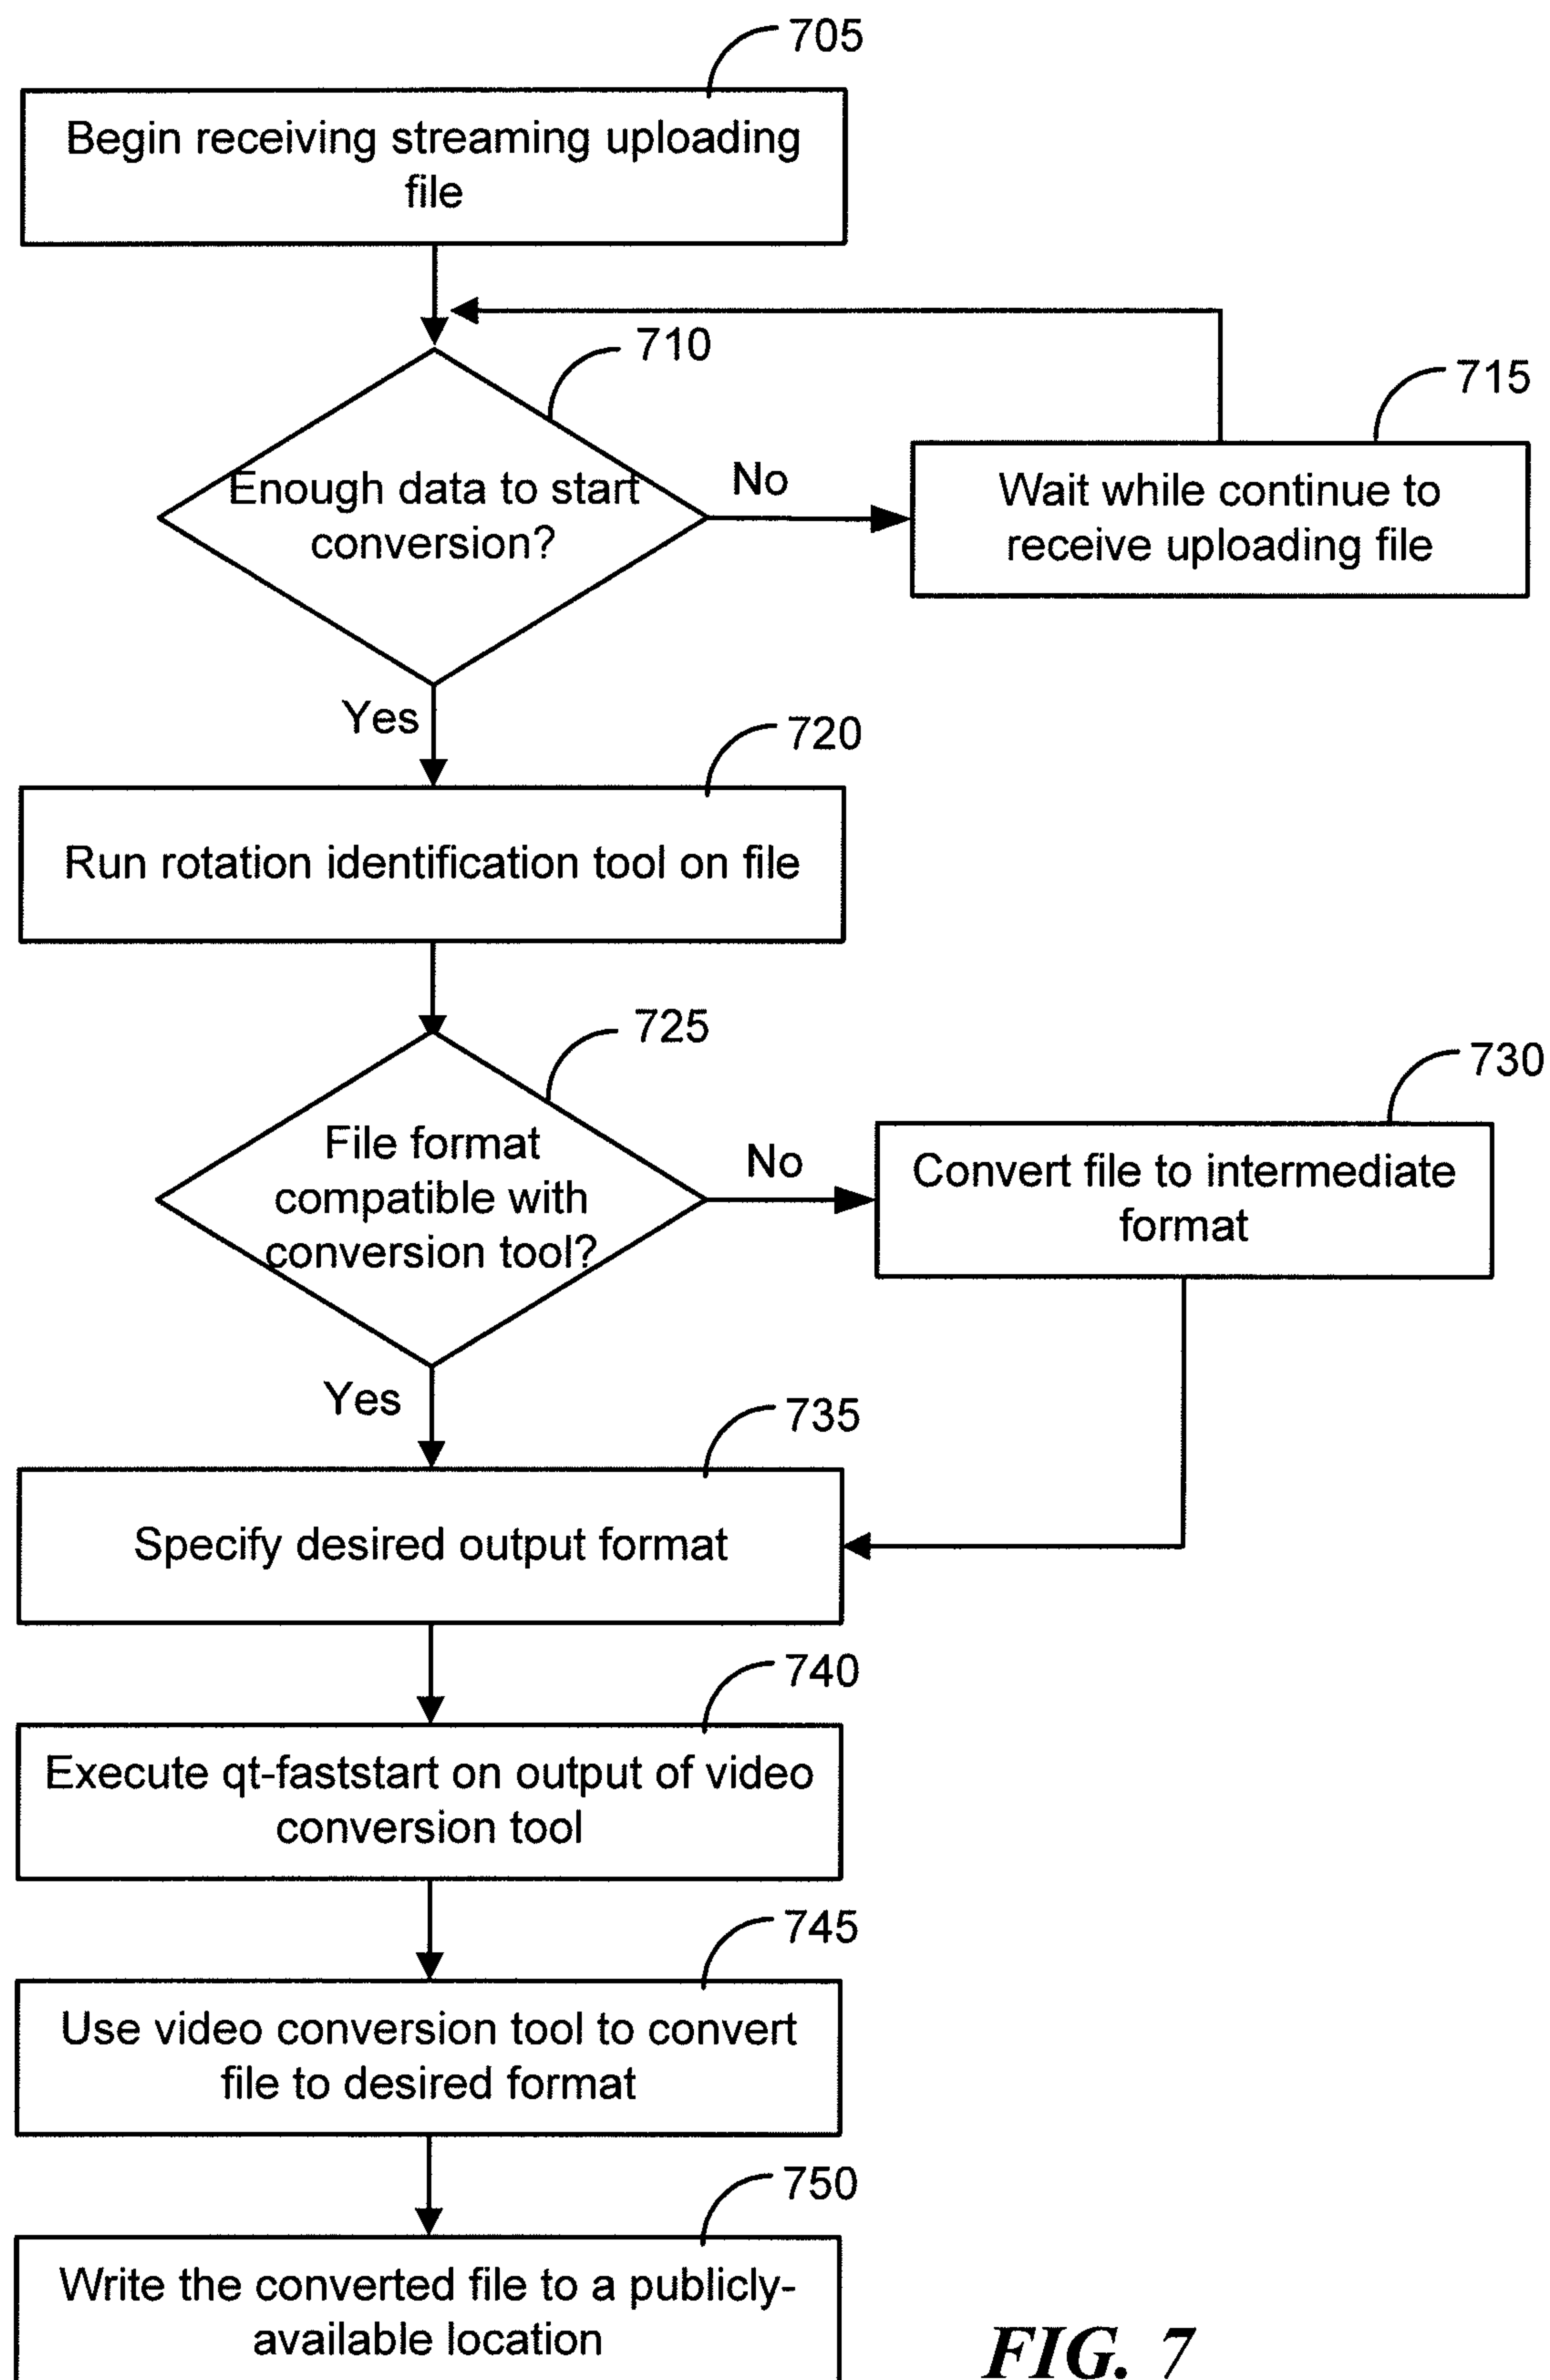 705
Begin receiving streaming uploading
file
710
Enough data to start
conversion?
No
715
Wait while continue to
receive uploading file
Yes
720
Run rotation identification tool on file
725
File format
compatible with
conversion tool?
No
730
Convert file to intermediate
format
Yes
735
Specify desired output format
740
Execute qt-faststart on output of video
conversion tool
745
Use video conversion tool to convert
file to desired format
750
Write the converted file to a publicly-
available location
FIG. 7